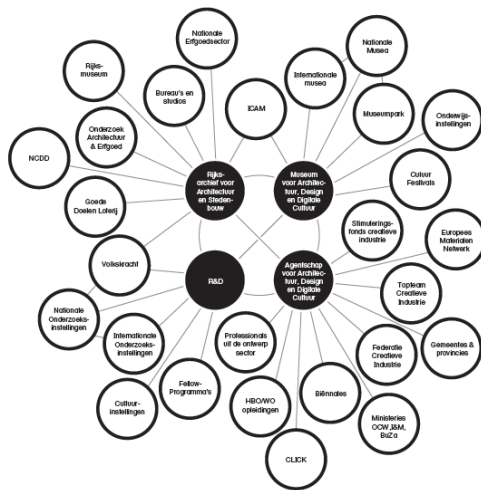 Nationale
Erfgoedsector
Nationale
Musea
Rijks-
museum
Internationale
musea
Bureau's en
studios
ICAM
Museumpark
Onderwijs-
instellingen
Onderzoek
Architectuur
& Erfgoed
NCDD
Cutuur
Festivals
Rijks-
archief voor
Architectuur
en Steden-
bouw
Museum
voor Architec-
tuur, Design
en Digitale
Cultuur
Goede
Doelen Loterij
Stimuterings-
fonds creatieve
industrie
Europees
Materialen
Netwerk
Volkskracht
R&D
Agentschap
voor Architec-
tuur, Design
en Digitale
Cultuur
Topteam
Creatieve
Industrie
Nationale
Onderzoeks-
instellingen
Internationale
Onderzoeks-
instellingen
Professionals
uit de ontwerp
sector
Federatie
Creatieve
Industrie
Gemeentes &
provincies
Cultuur-
instellingen
Fellow-
Programma's
HBO/WO
opleidingen
Biënnales
Ministeries
OCW ,I&M,
BuZa
CLICK